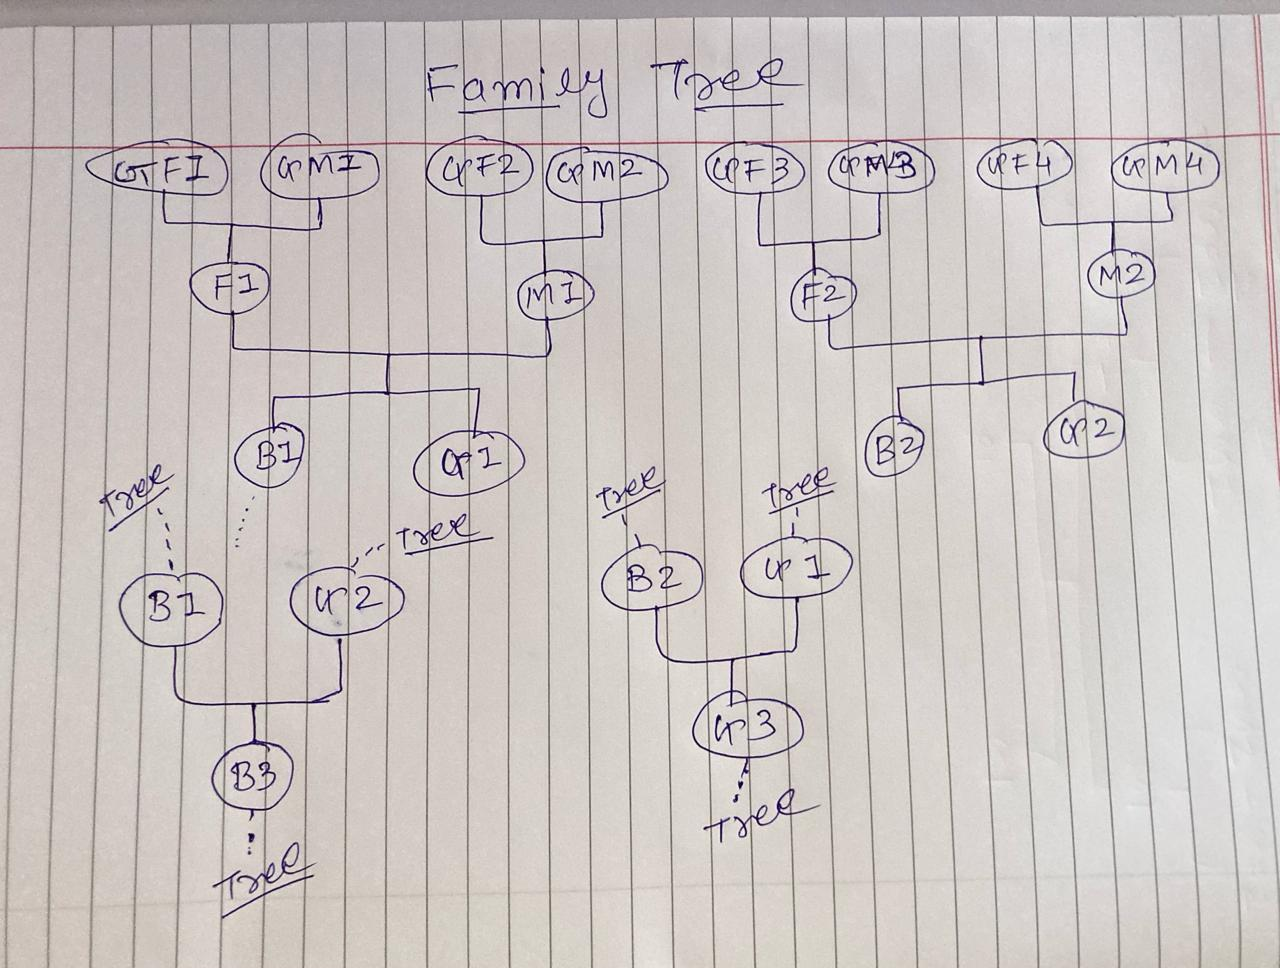 Family Tree
GF1 GM1 GF2 GM2 GF3 GM3 GF4 GM4
F1 M1 F2 M2
B1 G1 B2 G2
Tree Tree Tree Tree
B1 G2 B2 G1
B3 G3
Tree Tree